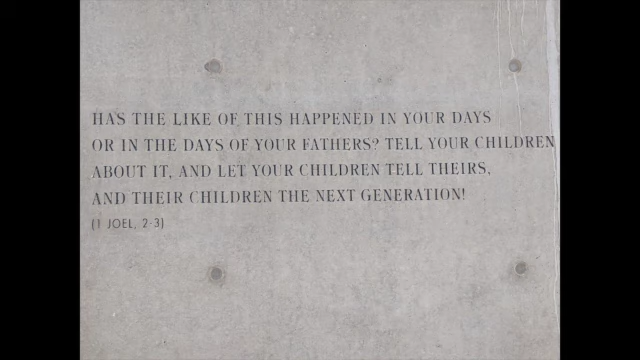 HAS THE LIKE OF THIS HAPPENED IN YOUR DAYS
OR IN THE DAYS OF YOUR FATHERS? TELL YOUR CHILDREN
ABOUT IT, AND LET YOUR CHILDREN TELL THEIRS,
AND THEIR CHILDREN THE NEXT GENERATION!
(1 JOEL, 2-3)